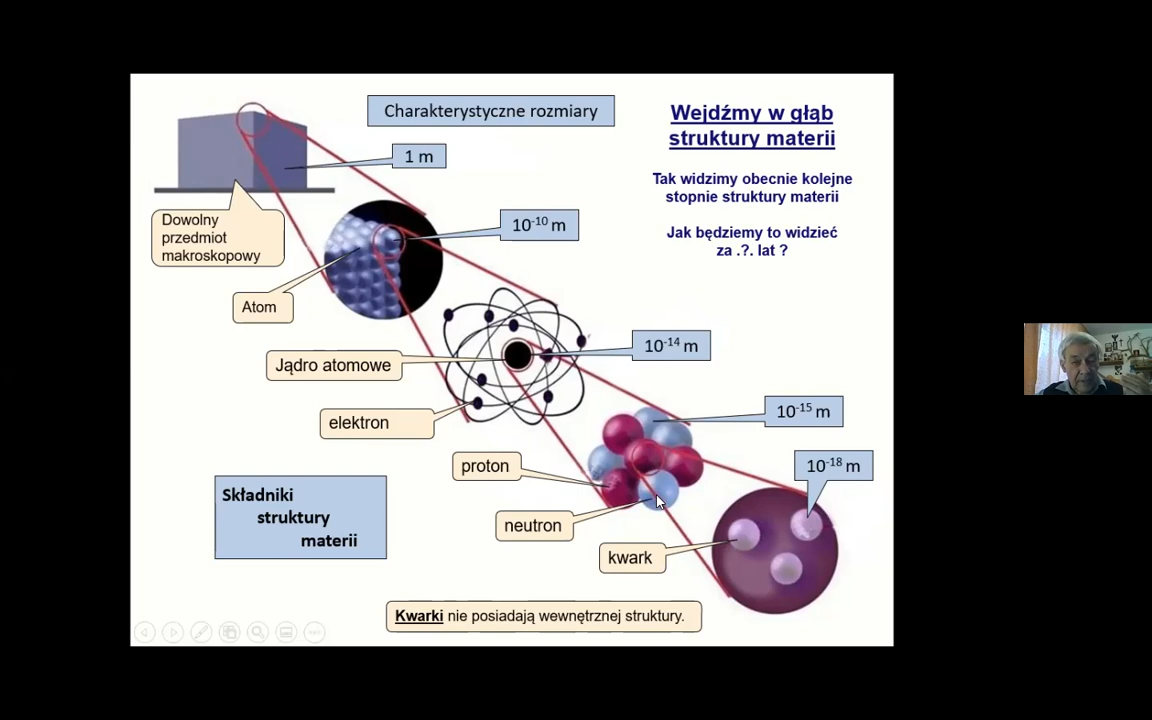 Charakterystyczne rozmiary
Wejdźmy w głąb
struktury materii
1 m
Tak widzimy obecnie kolejne
stopnie struktury materii
Jak będziemy to widzieć
za .?. lat ?
Dowolny
przedmiot
makroskopowy
10⁻¹⁰ m
Atom
10⁻¹⁴ m
Jądro atomowe
elektron
10⁻¹⁵ m
proton
10⁻¹⁸ m
Składniki
struktury
materii
neutron
kwark
Kwarki nie posiadają wewnętrznej struktury.